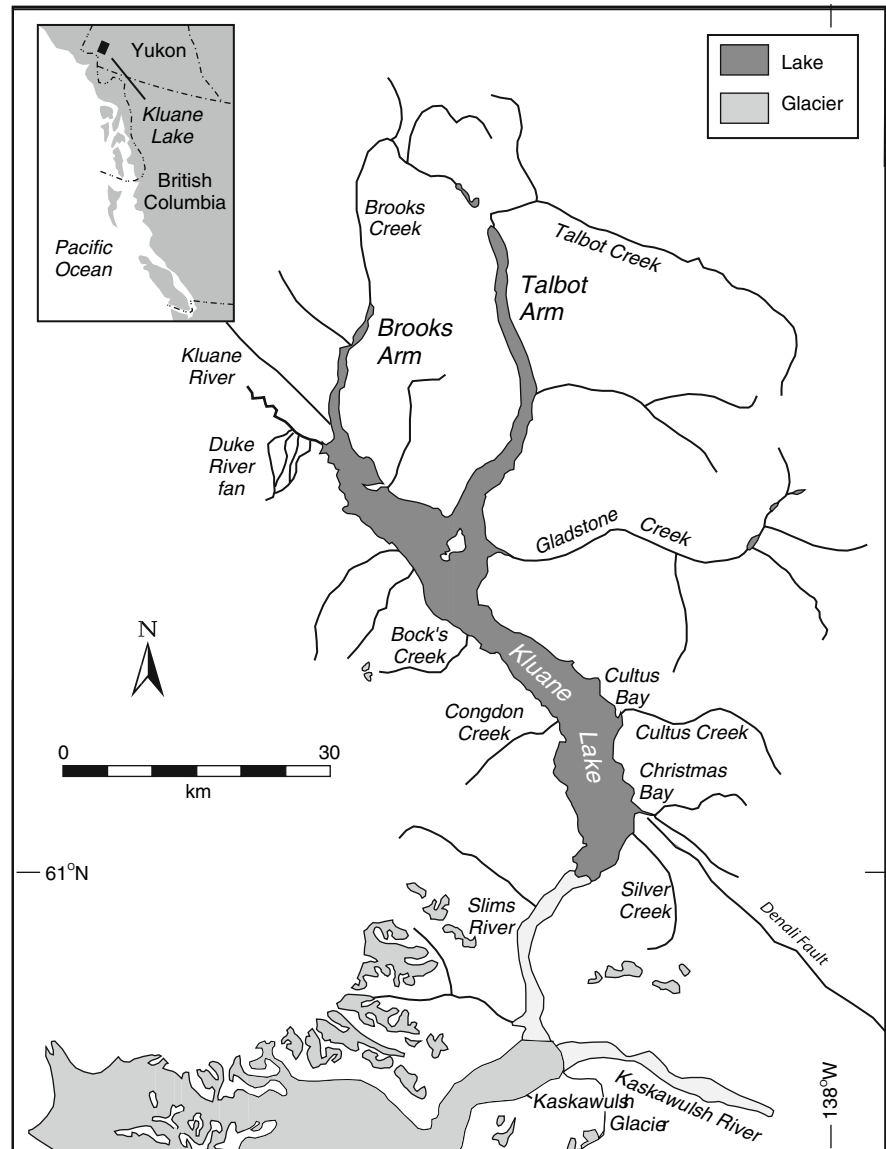 Yukon
Kluane
Lake
British
Columbia
Pacific
Ocean
Lake
Glacier
Brooks
Creek
Talbot Creek
Talbot
Arm
Brooks
Arm
Kluane
River
Duke
River
fan
Gladstone Creek
Bock's
Creek
N
Kluane
Lake
Cultus
Bay
Congdon
Creek
Cultus Creek
0 30
km
Christmas
Bay
61°N
Slims
River
Silver
Creek
Denali Fault
Kaskawulsh
Glacier
Kaskawulsh River
138°W